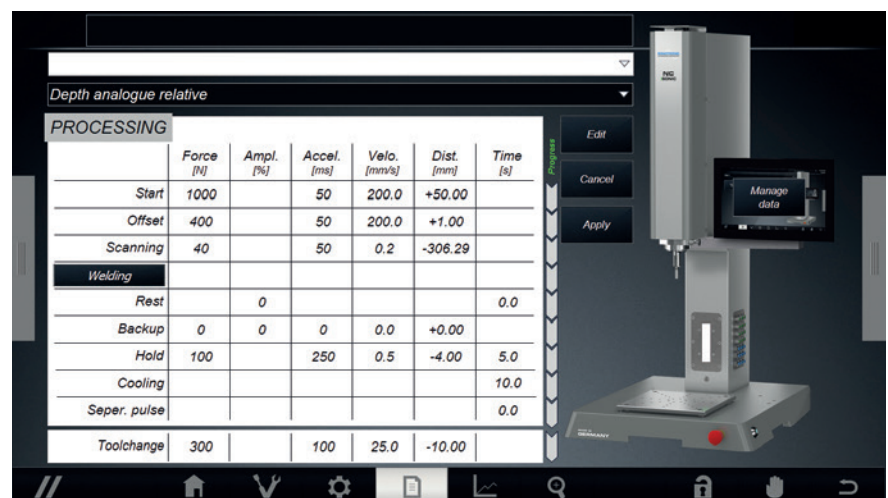 Depth analogue relative
PROCESSING
Force Ampl. Accel. Velo. Dist. Time
[N] [%] [ms] [mm/s] [mm] [s]
Start 1000 50 200.0 +50.00
Offset 400 50 200.0 +1.00
Scanning 40 50 0.2 -306.29
Welding
Rest 0 0.0
Backup 0 0 0 0.0 +0.00
Hold 100 250 0.5 -4.00 5.0
Cooling 10.0
Seper. pulse 0.0
Toolchange 300 100 25.0 -10.00
Progress
Edit
Cancel
Apply
Manage
data
GERMANY